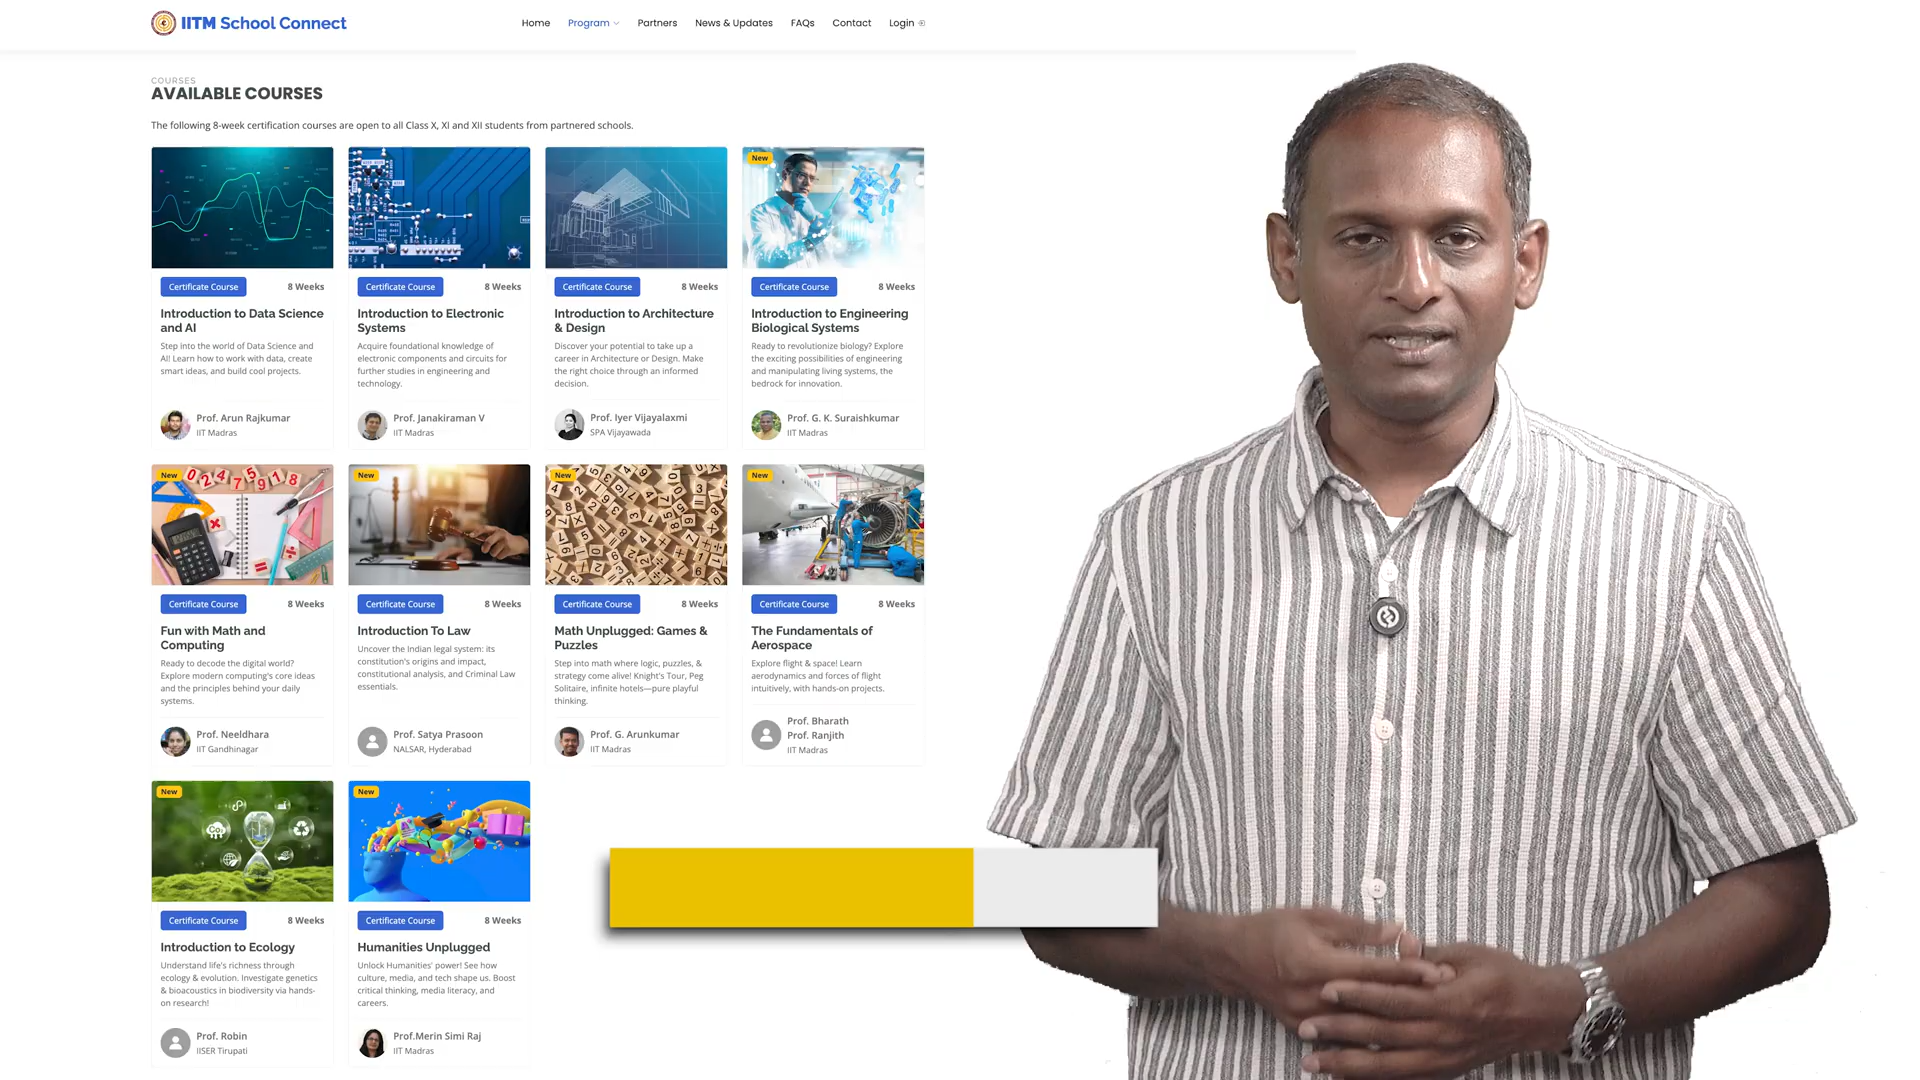 IITM School Connect
Home Program Partners News & Updates FAQs Contact Login
COURSES
AVAILABLE COURSES
The following 8-week certification courses are open to all Class X, XI and XII students from partnered schools.
Certificate Course 8 Weeks
Introduction to Data Science
and AI
Step into the world of Data Science and
AI! Learn how to work with data, create
smart ideas, and build cool projects.
Prof. Arun Rajkumar
IIT Madras
Certificate Course 8 Weeks
Introduction to Electronic
Systems
Acquire foundational knowledge of
electronic components and circuits for
further studies in engineering and
technology.
Prof. Janakiraman V
IIT Madras
Certificate Course 8 Weeks
Introduction to Architecture
& Design
Discover your potential to take up a
career in Architecture or Design. Make
the right choice through an informed
decision.
Prof. Iyer Vijayalaxmi
SPA Vijayawada
New
Certificate Course 8 Weeks
Introduction to Engineering
Biological Systems
Ready to revolutionize biology? Explore
the exciting possibilities of engineering
and manipulating living systems, the
bedrock for innovation.
Prof. G. K. Suraishkumar
IIT Madras
New
Certificate Course 8 Weeks
Fun with Math and
Computing
Ready to decode the digital world?
Explore modern computing's core ideas
and the principles behind your daily
systems.
Prof. Neeldhara
IIT Gandhinagar
New
Certificate Course 8 Weeks
Introduction To Law
Uncover the Indian legal system: its
constitution's origins and impact,
constitutional analysis, and Criminal Law
essentials.
Prof. Satya Prasoon
NALSAR, Hyderabad
New
Certificate Course 8 Weeks
Math Unplugged: Games &
Puzzles
Step into math where logic, puzzles, &
strategy come alive! Knight's Tour, Peg
Solitaire, infinite hotels—pure playful
thinking.
Prof. G. Arunkumar
IIT Madras
New
Certificate Course 8 Weeks
The Fundamentals of
Aerospace
Explore flight & space! Learn
aerodynamics and forces of flight
intuitively, with hands-on projects.
Prof. Bharath
Prof. Ranjith
IIT Madras
New
Certificate Course 8 Weeks
Introduction to Ecology
Understand life's richness through
ecology & evolution. Investigate genetics
& bioacoustics in biodiversity via hands-
on research!
Prof. Robin
IISER Tirupati
New
Certificate Course 8 Weeks
Humanities Unplugged
Unlock Humanities' power! See how
culture, media, and tech shape us. Boost
critical thinking, media literacy, and
careers.
Prof.Merin Simi Raj
IIT Madras